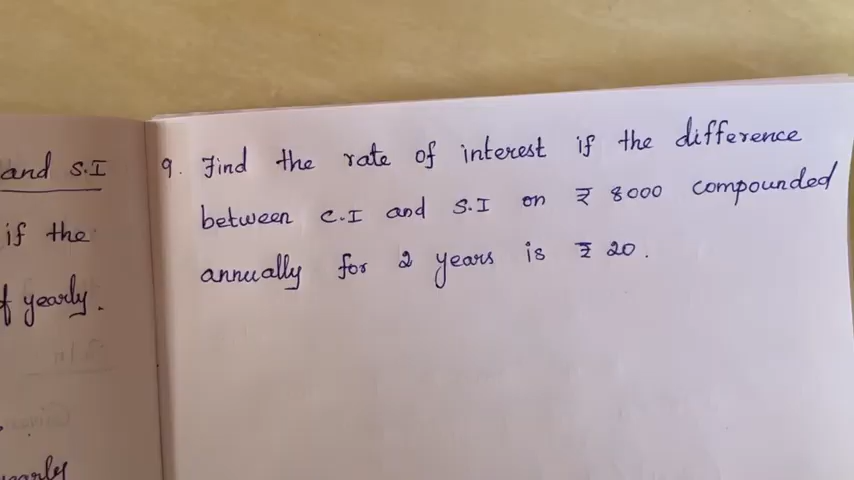 and S.I
if the
f yearly.
yearly
9. Find the rate of interest if the difference
between C.I and S.I on ₹ 8000 compounded
annually for 2 years is ₹ 20.